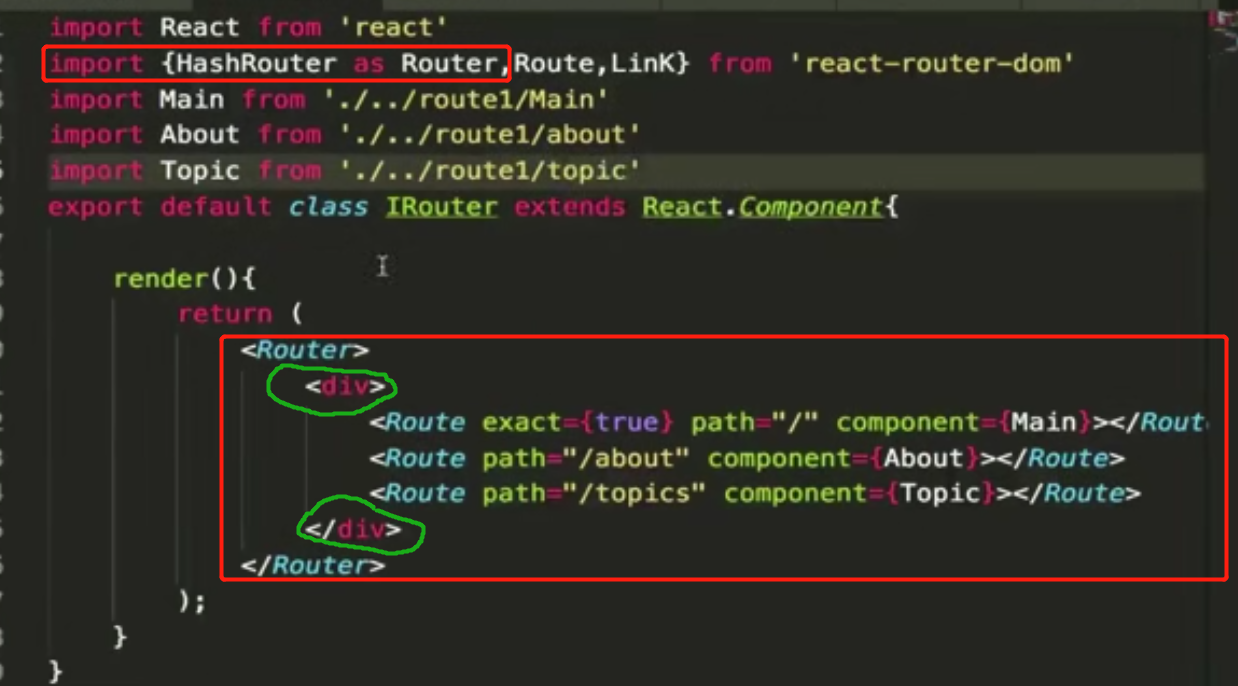 import React from 'react'
import {HashRouter as Router,Route,LinK} from 'react-router-dom'
import Main from './../route1/Main'
import About from './../route1/about'
import Topic from './../route1/topic'
export default class IRouter extends React.Component{
render(){
return (
<Router>
<div>
<Route exact={true} path="/" component={Main}></Rout
<Route path="/about" component={About}></Route>
<Route path="/topics" component={Topic}></Route>
</div>
</Router>
);
}
}